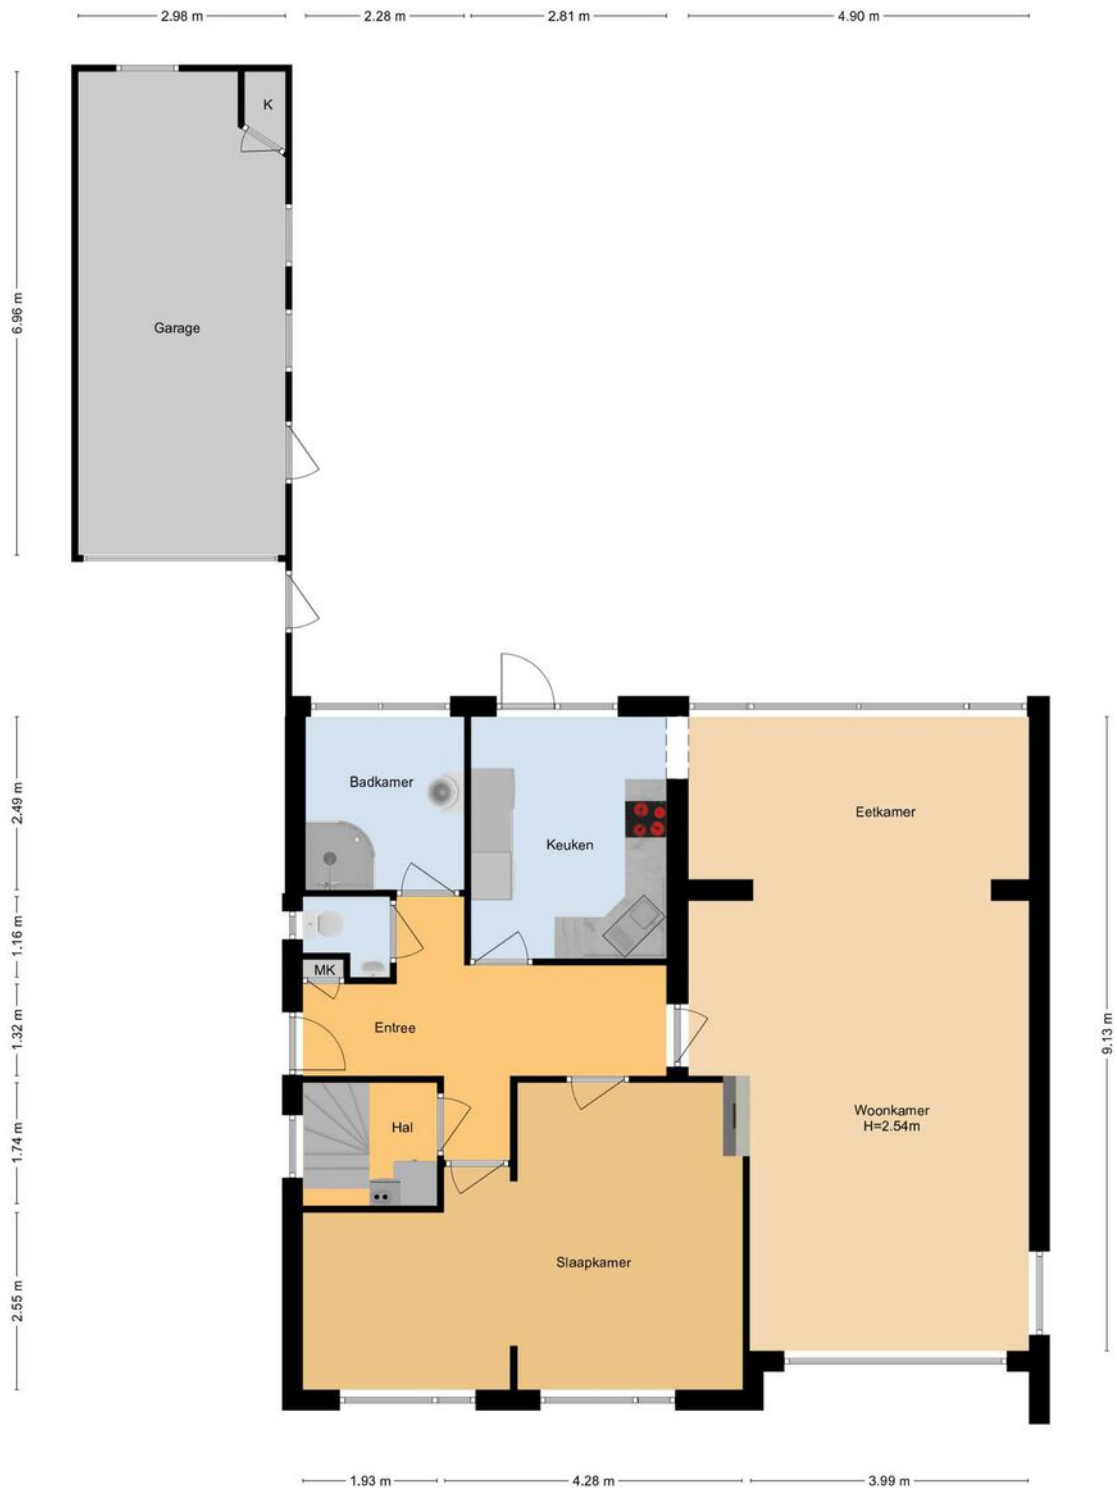 2.98 m
2.28 m
2.81 m
4.90 m
K
6.96 m
Garage
Badkamer
Keuken
Eetkamer
2.49 m
1.16 m
MK
Entree
1.32 m
9.13 m
Hal
Woonkamer
H=2.54m
1.74 m
Slaapkamer
2.55 m
1.93 m
4.28 m
3.99 m